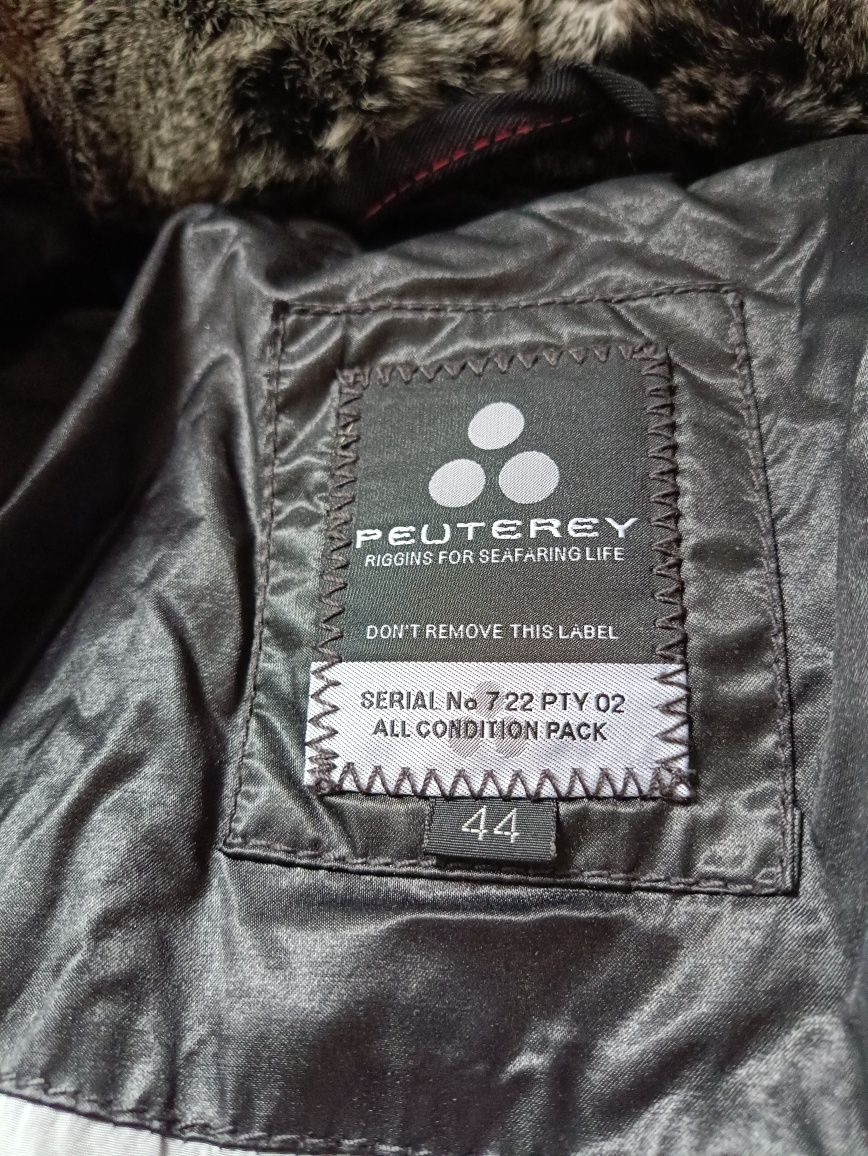 PEUTEREY
RIGGINS FOR SEAFARING LIFE
DON'T REMOVE THIS LABEL
SERIAL No 7 22 PTY 02
ALL CONDITION PACK
44